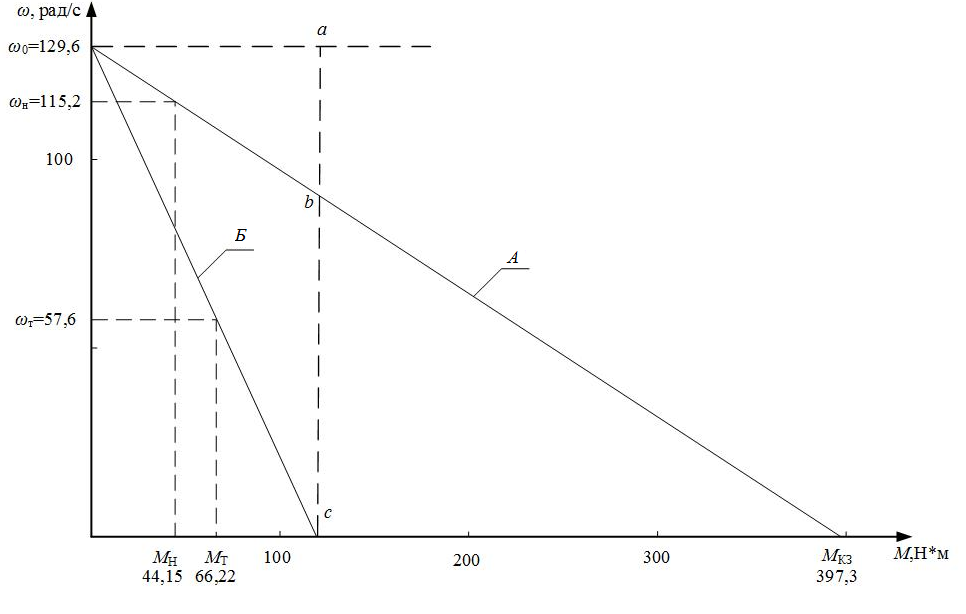 ω, рад/с
a
ω₀=129,6
ωн=115,2
100
b
Б
А
ωт=57,6
c
Mн Mт 100 200 300 Mкз M,Н*м
44,15 66,22 397,3